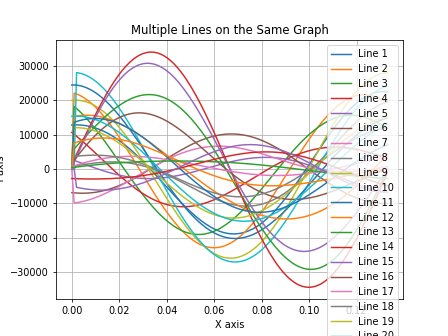 Multiple Lines on the Same Graph
30000
20000
10000
0
−10000
−20000
−30000
0.00
0.02
0.04
0.06
0.08
0.10
X axis
Line 1
Line 2
Line 3
Line 4
Line 5
Line 6
Line 7
Line 8
Line 9
Line 10
Line 11
Line 12
Line 13
Line 14
Line 15
Line 16
Line 17
Line 18
Line 19
Line 20